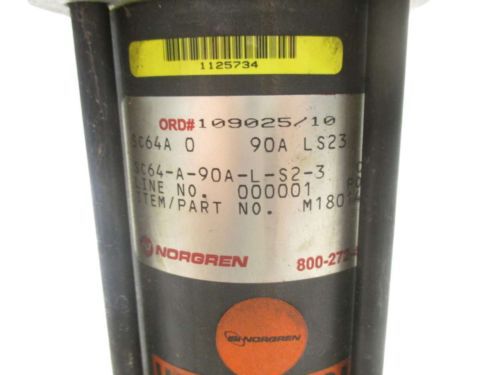 1125734
ORD# 109025/10
SC64A 0 90A LS23
SC64-A-90A-L-S2-3
LINE NO. 000001
ITEM/PART NO.
NORGREN
800-272-
NORGREN